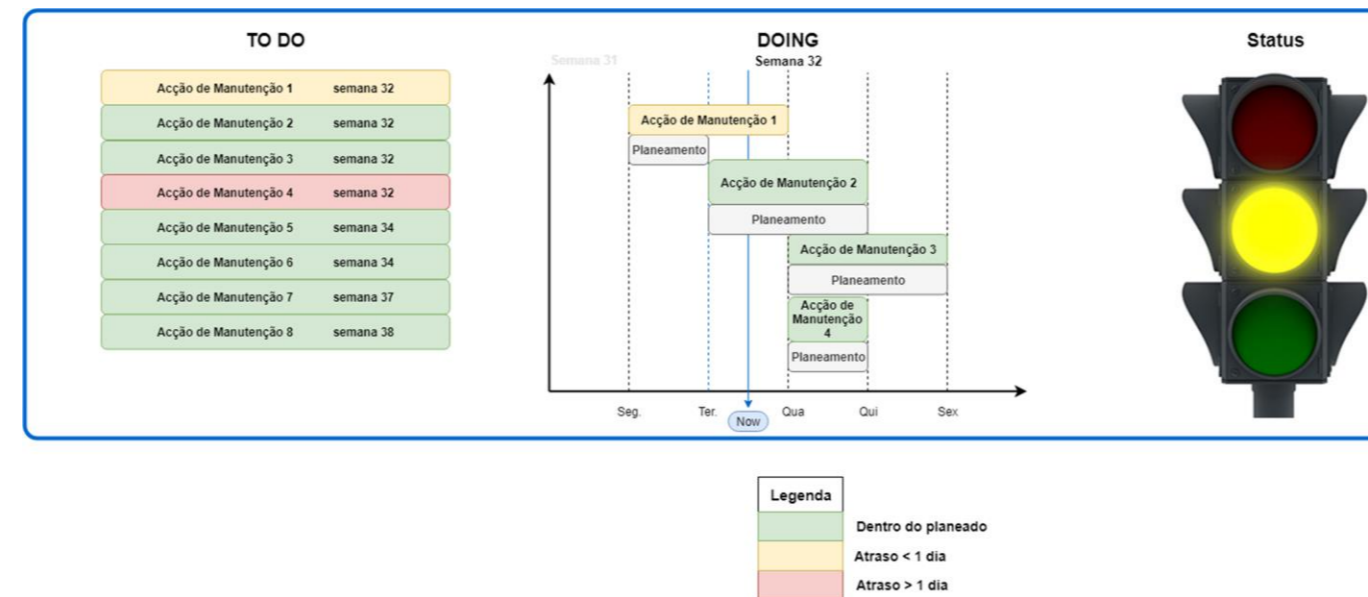 TO DO
Acção de Manutenção 1 semana 32
Acção de Manutenção 2 semana 32
Acção de Manutenção 3 semana 32
Acção de Manutenção 4 semana 32
Acção de Manutenção 5 semana 34
Acção de Manutenção 6 semana 34
Acção de Manutenção 7 semana 37
Acção de Manutenção 8 semana 38
DOING
Semana 31 Semana 32
Acção de Manutenção 1
Planeamento
Acção de Manutenção 2
Planeamento
Acção de Manutenção 3
Planeamento
Acção de
Manutenção
4
Planeamento
Seg. Ter. Qua Qui Sex
Now
Status
Legenda
Dentro do planeado
Atraso < 1 dia
Atraso > 1 dia